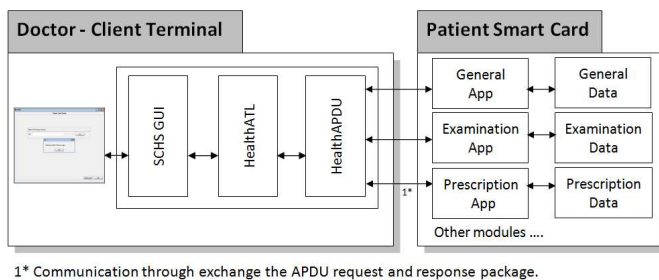 Doctor - Client Terminal
Patient Smart Card
SCHS GUI
HealthATL
HealthAPDU
General
App
General
Data
Examination
App
Examination
Data
Prescription
App
Prescription
Data
1*
Other modules ....
1* Communication through exchange the APDU request and response package.